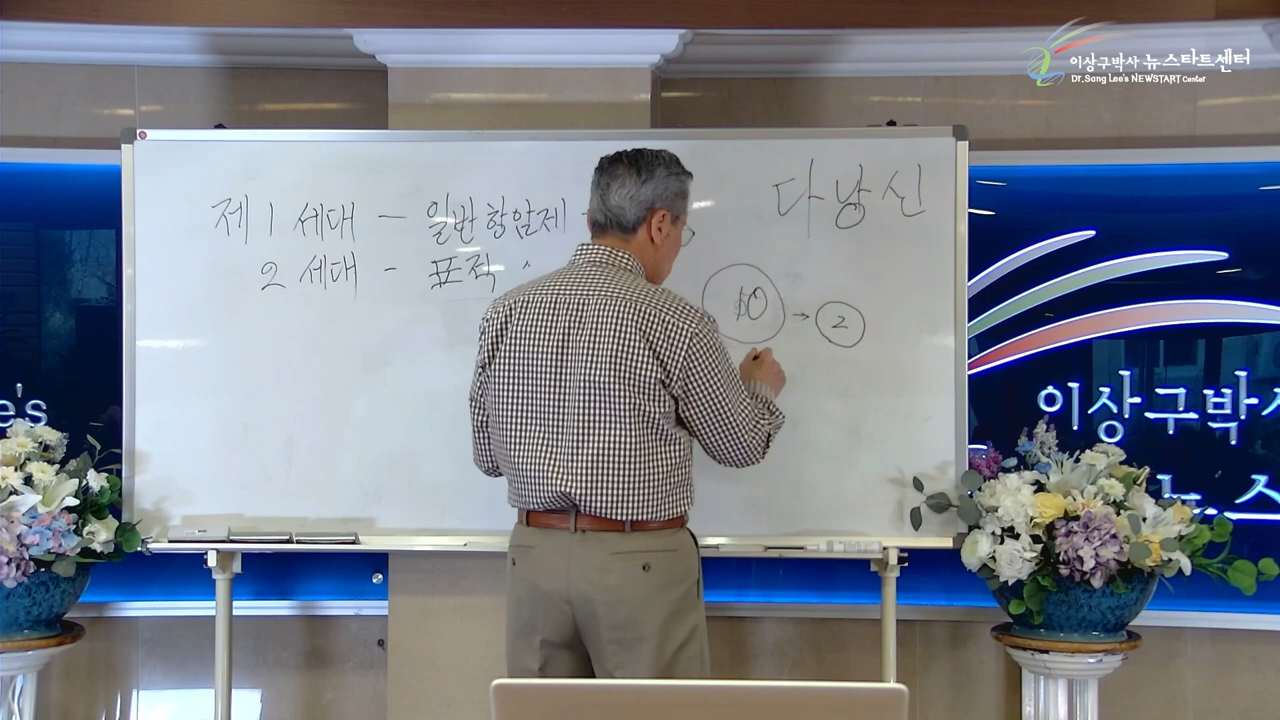 이상구박사 뉴스타트센터
Dr.Sang Lee's NEWSTART Center
다낭신
제 1 세대 - 일반항암제 -
2 세대 - 표적 〃
10 → 2
e's
이상구박사
뉴스